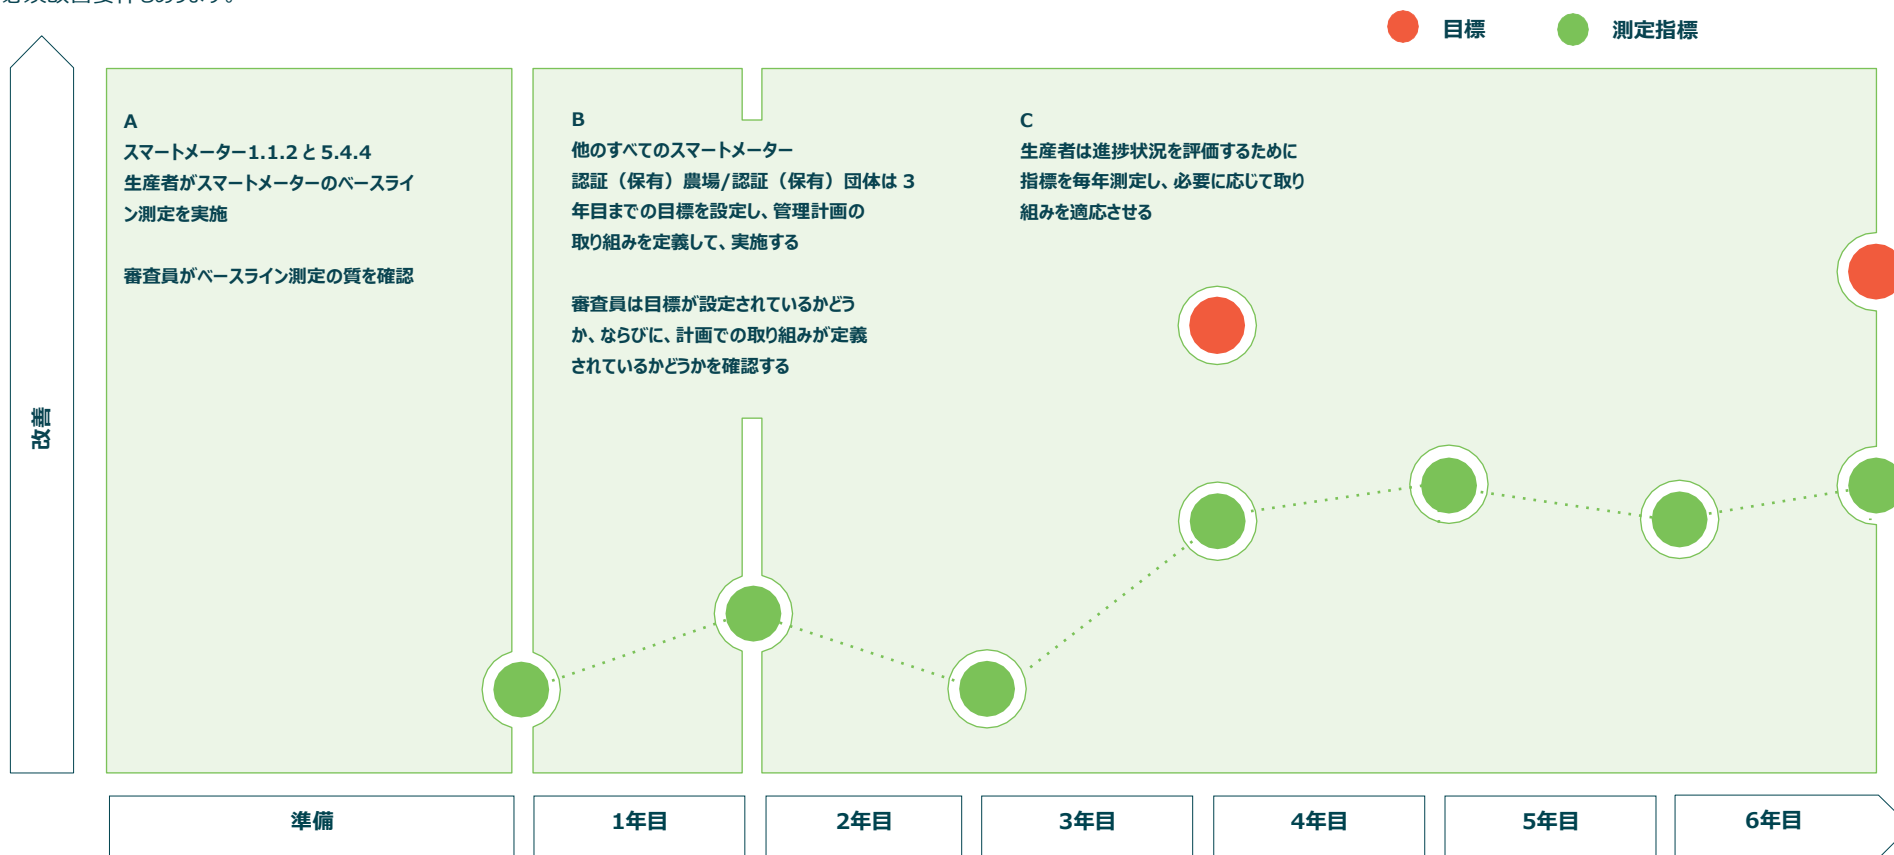 目標
測定指標
A
スマートメーター1.1.2 と 5.4.4
生産者がスマートメーターのベースライ
ン測定を実施
審査員がベースライン測定の質を確認
B
他のすべてのスマートメーター
認証（保有）農場/認証（保有）団体は 3
年目までの目標を設定し、管理計画の
取り組みを定義して、実施する
審査員は目標が設定されているかどう
か、ならびに、計画での取り組みが定義
されているかどうかを確認する
C
生産者は進捗状況を評価するために
指標を毎年測定し、必要に応じて取り
組みを適応させる
改善
準備
1年目
2年目
3年目
4年目
5年目
6年目